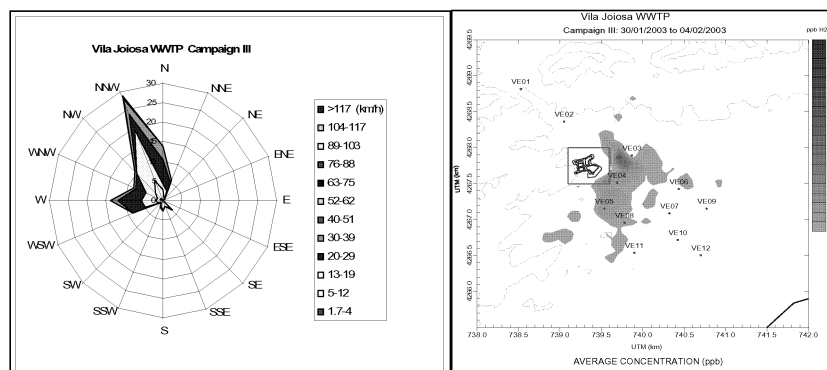 Vila Joiosa WWTP Campaign III
N
NNE
NE
ENE
E
ESE
SE
SSE
S
SSW
SW
WSW
W
WNW
NW
NNW
30
25
20
>117 (km/h)
104-117
89-103
76-88
63-75
52-62
40-51
30-39
20-29
13-19
5-12
1.7-4
Vila Joiosa WWTP
Campaign III: 30/01/2003 to 04/02/2003
ppb H2
4269.5
4269.0
4268.5
4268.0
4267.5
4267.0
4266.5
4266.0
UTM (km)
VE01
VE02
VE03
VE04
VE05
VE06
VE07
VE08
VE09
VE10
VE11
VE12
738.0 738.5 739.0 739.5 740.0 740.5 741.0 741.5 742.0
UTM (km)
AVERAGE CONCENTRATION (ppb)